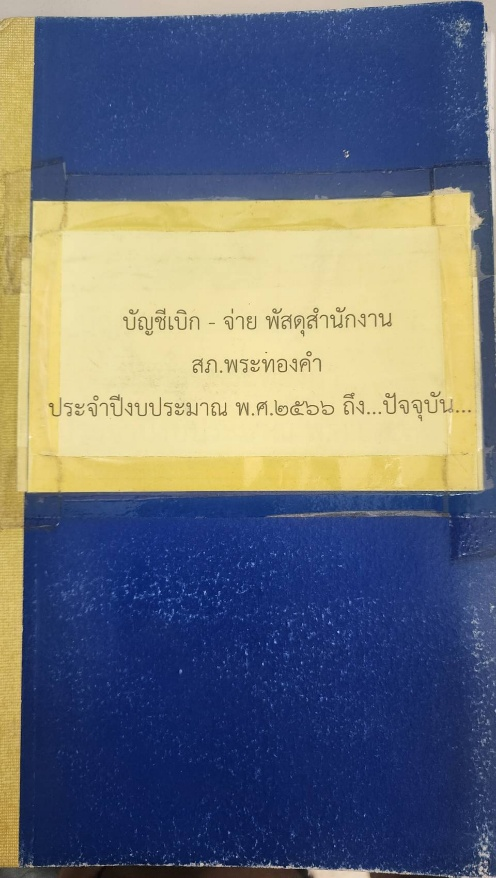 บัญชีเบิก - จ่าย พัสดุสำนักงาน
สภ.พระทองคำ
ประจำปีงบประมาณ พ.ศ.๒๕๖๖ ถึง...ปัจจุบัน...